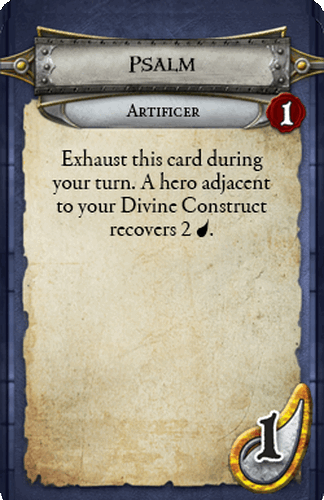 Psalm
Artificer
1
Exhaust this card during
your turn. A hero adjacent
to your Divine Construct
recovers 2 .
1